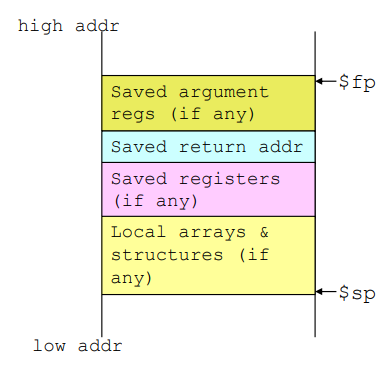 high addr
$fp
Saved argument
regs (if any)
Saved return addr
Saved registers
(if any)
Local arrays &
structures (if
any)
$sp
low addr